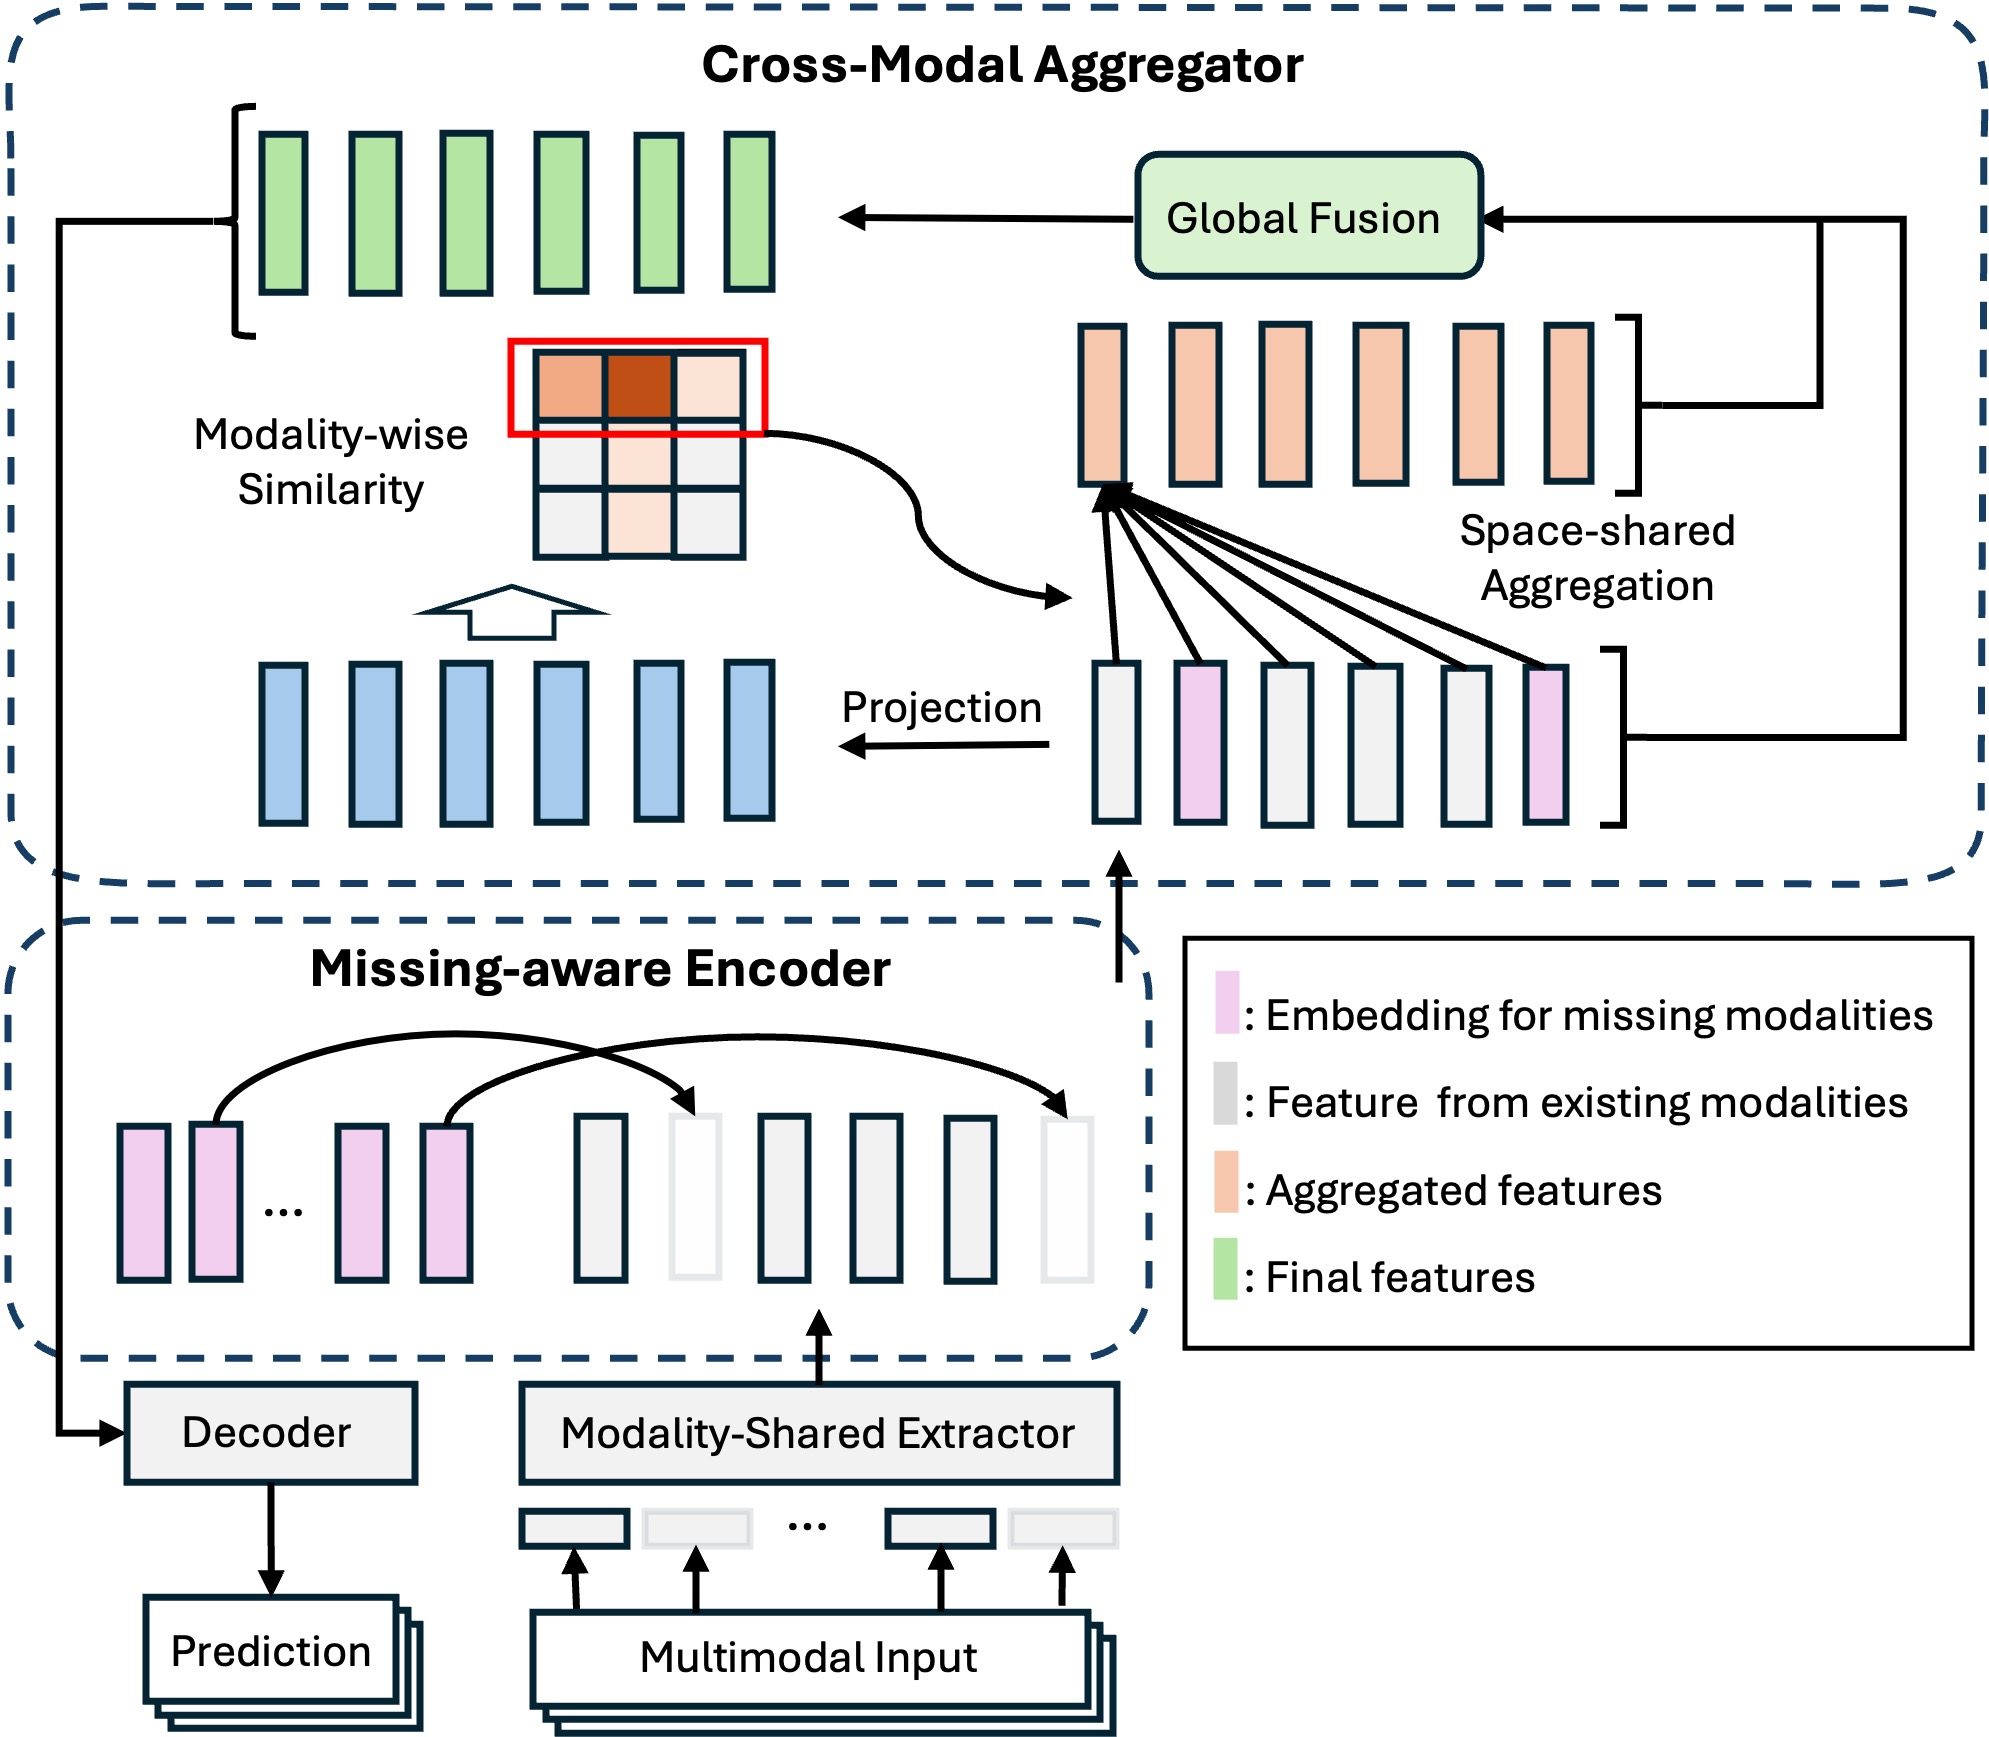 Cross-Modal Aggregator
Global Fusion
Modality-wise
Similarity
Space-shared
Aggregation
Projection
Missing-aware Encoder
...
: Embedding for missing modalities
: Feature from existing modalities
: Aggregated features
: Final features
Decoder
Modality-Shared Extractor
...
Prediction
Multimodal Input